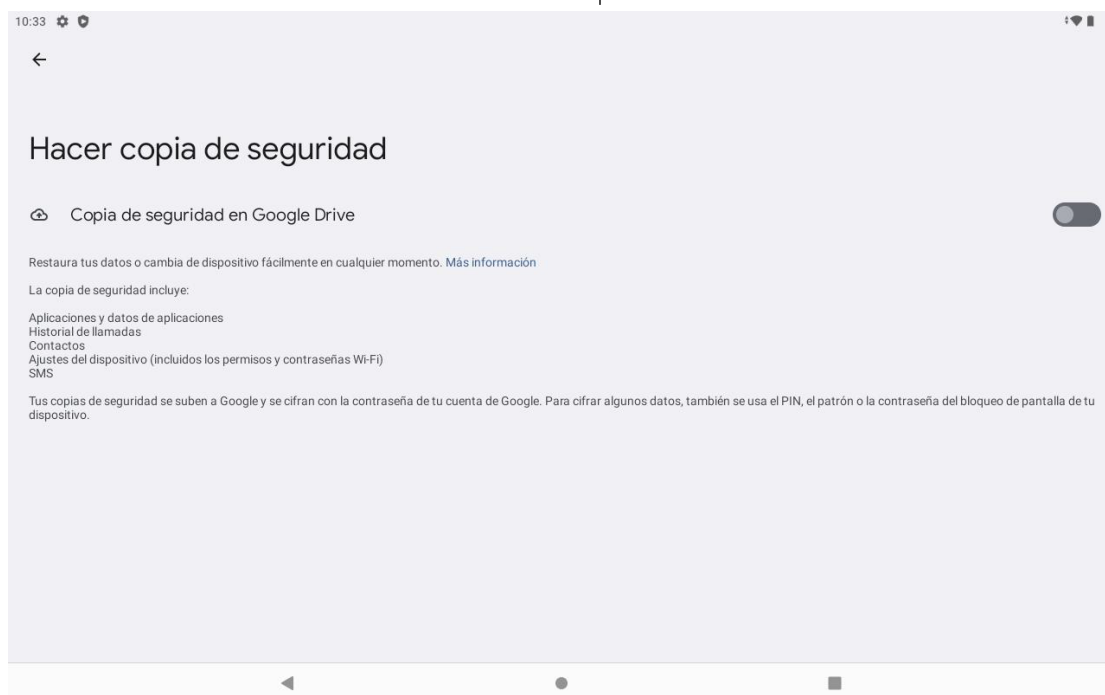 10:33
Hacer copia de seguridad
Copia de seguridad en Google Drive
Restaura tus datos o cambia de dispositivo fácilmente en cualquier momento. Más información
La copia de seguridad incluye:
Aplicaciones y datos de aplicaciones
Historial de llamadas
Contactos
Ajustes del dispositivo (incluidos los permisos y contraseñas Wi-Fi)
SMS
Tus copias de seguridad se suben a Google y se cifran con la contraseña de tu cuenta de Google. Para cifrar algunos datos, también se usa el PIN, el patrón o la contraseña del bloqueo de pantalla de tu
dispositivo.